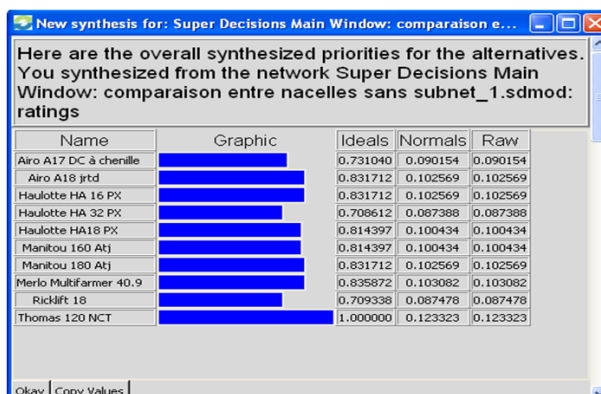 New synthesis for: Super Decisions Main Window: comparaison e...
Here are the overall synthesized priorities for the alternatives.
You synthesized from the network Super Decisions Main
Window: comparaison entre nacelles sans subnet_1.sdmod:
ratings
Name Graphic Ideals Normals Raw
Airo A17 DC à chenille 0.731040 0.090154 0.090154
Airo A18 jrtd 0.831712 0.102569 0.102569
Haulotte HA 16 PX 0.831712 0.102569 0.102569
Haulotte HA 32 PX 0.708612 0.087388 0.087388
Haulotte HA18 PX 0.814397 0.100434 0.100434
Manitou 160 Atj 0.814397 0.100434 0.100434
Manitou 180 Atj 0.831712 0.102569 0.102569
Merlo Multifarmer 40.9 0.835872 0.103082 0.103082
Ricklift 18 0.709338 0.087478 0.087478
Thomas 120 NCT 1.000000 0.123323 0.123323
Okay Copy Values